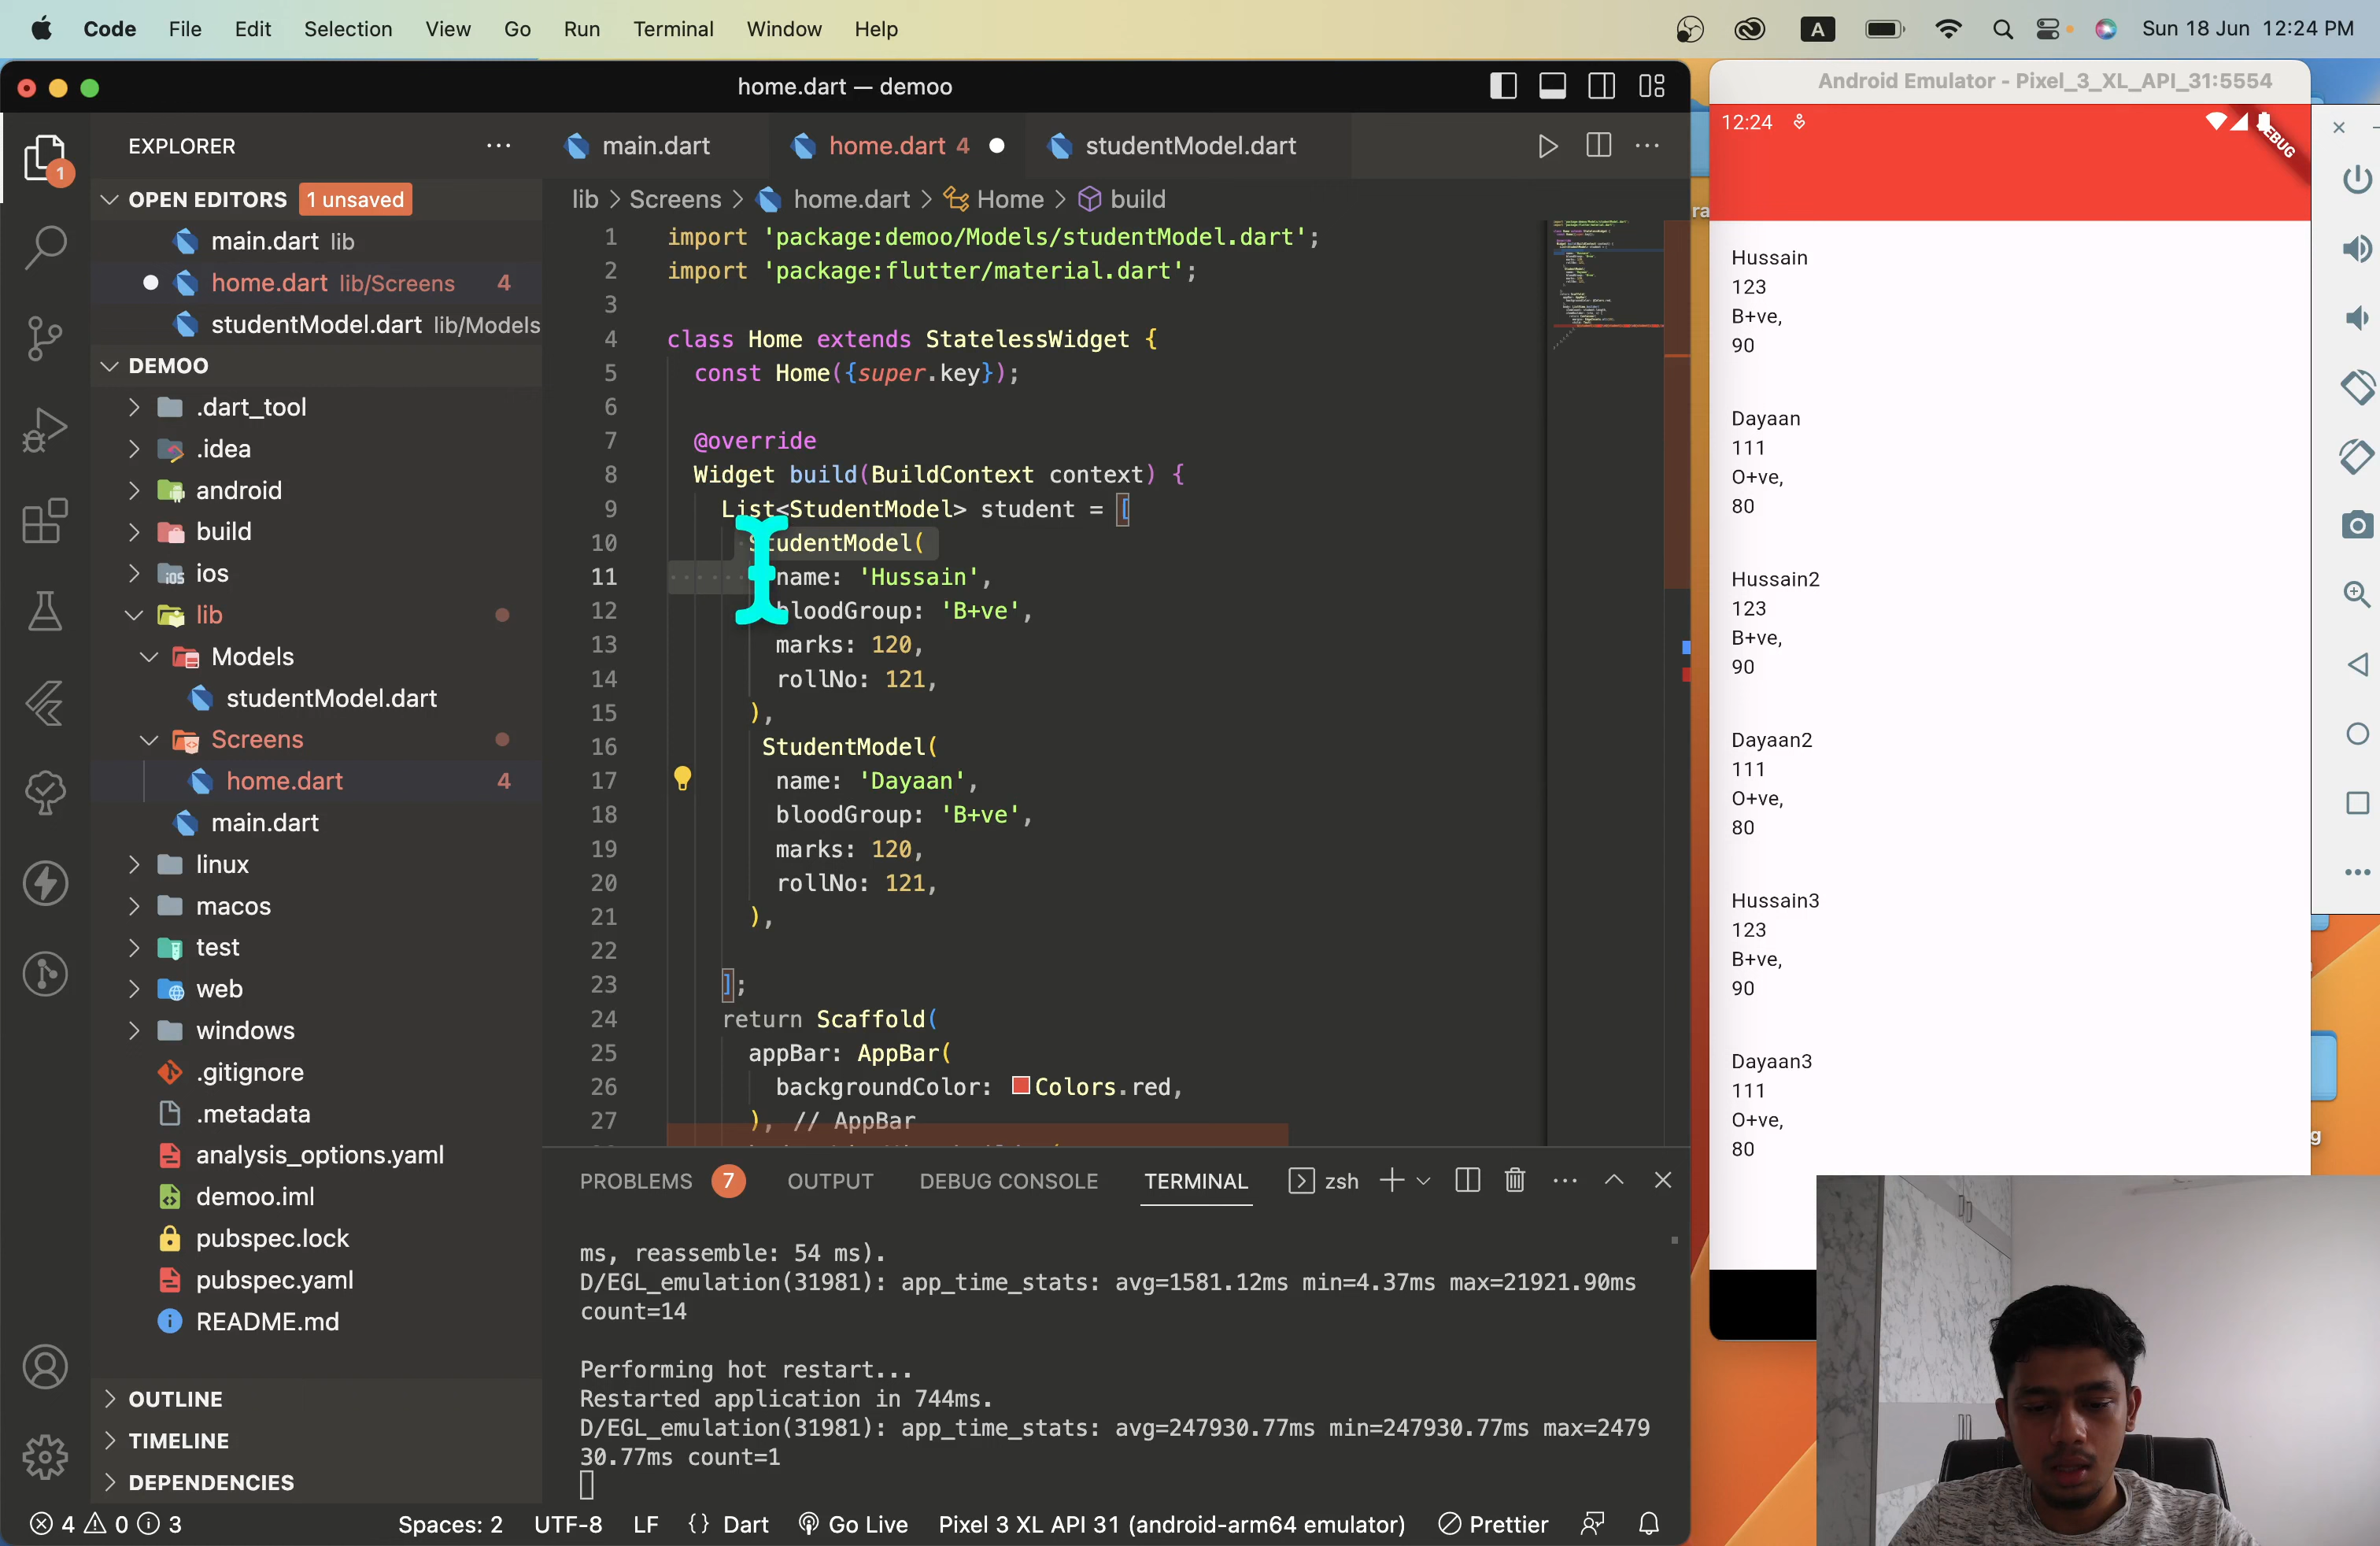 Code File Edit Selection View Go Run Terminal Window Help
A
Sun 18 Jun 12:24 PM
home.dart — demoo
EXPLORER
1
OPEN EDITORS 1 unsaved
main.dart lib
home.dart lib/Screens 4
studentModel.dart lib/Models
DEMOO
.dart_tool
.idea
android
build
ios
lib
Models
studentModel.dart
Screens
home.dart 4
main.dart
linux
macos
test
web
windows
.gitignore
.metadata
analysis_options.yaml
demoo.iml
pubspec.lock
pubspec.yaml
README.md
OUTLINE
TIMELINE
DEPENDENCIES
main.dart
home.dart 4
studentModel.dart
lib > Screens > home.dart > Home > build
1 import 'package:demoo/Models/studentModel.dart';
2 import 'package:flutter/material.dart';
3
4 class Home extends StatelessWidget {
5 const Home({super.key});
6
7 @override
8 Widget build(BuildContext context) {
9 List<StudentModel> student = [
10 StudentModel(
11 name: 'Hussain',
12 bloodGroup: 'B+ve',
13 marks: 120,
14 rollNo: 121,
15 ),
16 StudentModel(
17 name: 'Dayaan',
18 bloodGroup: 'B+ve',
19 marks: 120,
20 rollNo: 121,
21 ),
22
23 ];
24 return Scaffold(
25 appBar: AppBar(
26 backgroundColor: Colors.red,
27 ), // AppBar
PROBLEMS 7 OUTPUT DEBUG CONSOLE TERMINAL zsh
ms, reassemble: 54 ms).
D/EGL_emulation(31981): app_time_stats: avg=1581.12ms min=4.37ms max=21921.90ms
count=14
Performing hot restart...
Restarted application in 744ms.
D/EGL_emulation(31981): app_time_stats: avg=247930.77ms min=247930.77ms max=2479
30.77ms count=1
4 0 3
Spaces: 2 UTF-8 LF {} Dart Go Live Pixel 3 XL API 31 (android-arm64 emulator) Prettier
Android Emulator - Pixel_3_XL_API_31:5554
12:24
DEBUG
Hussain
123
B+ve,
90
Dayaan
111
O+ve,
80
Hussain2
123
B+ve,
90
Dayaan2
111
O+ve,
80
Hussain3
123
B+ve,
90
Dayaan3
111
O+ve,
80
ra
g